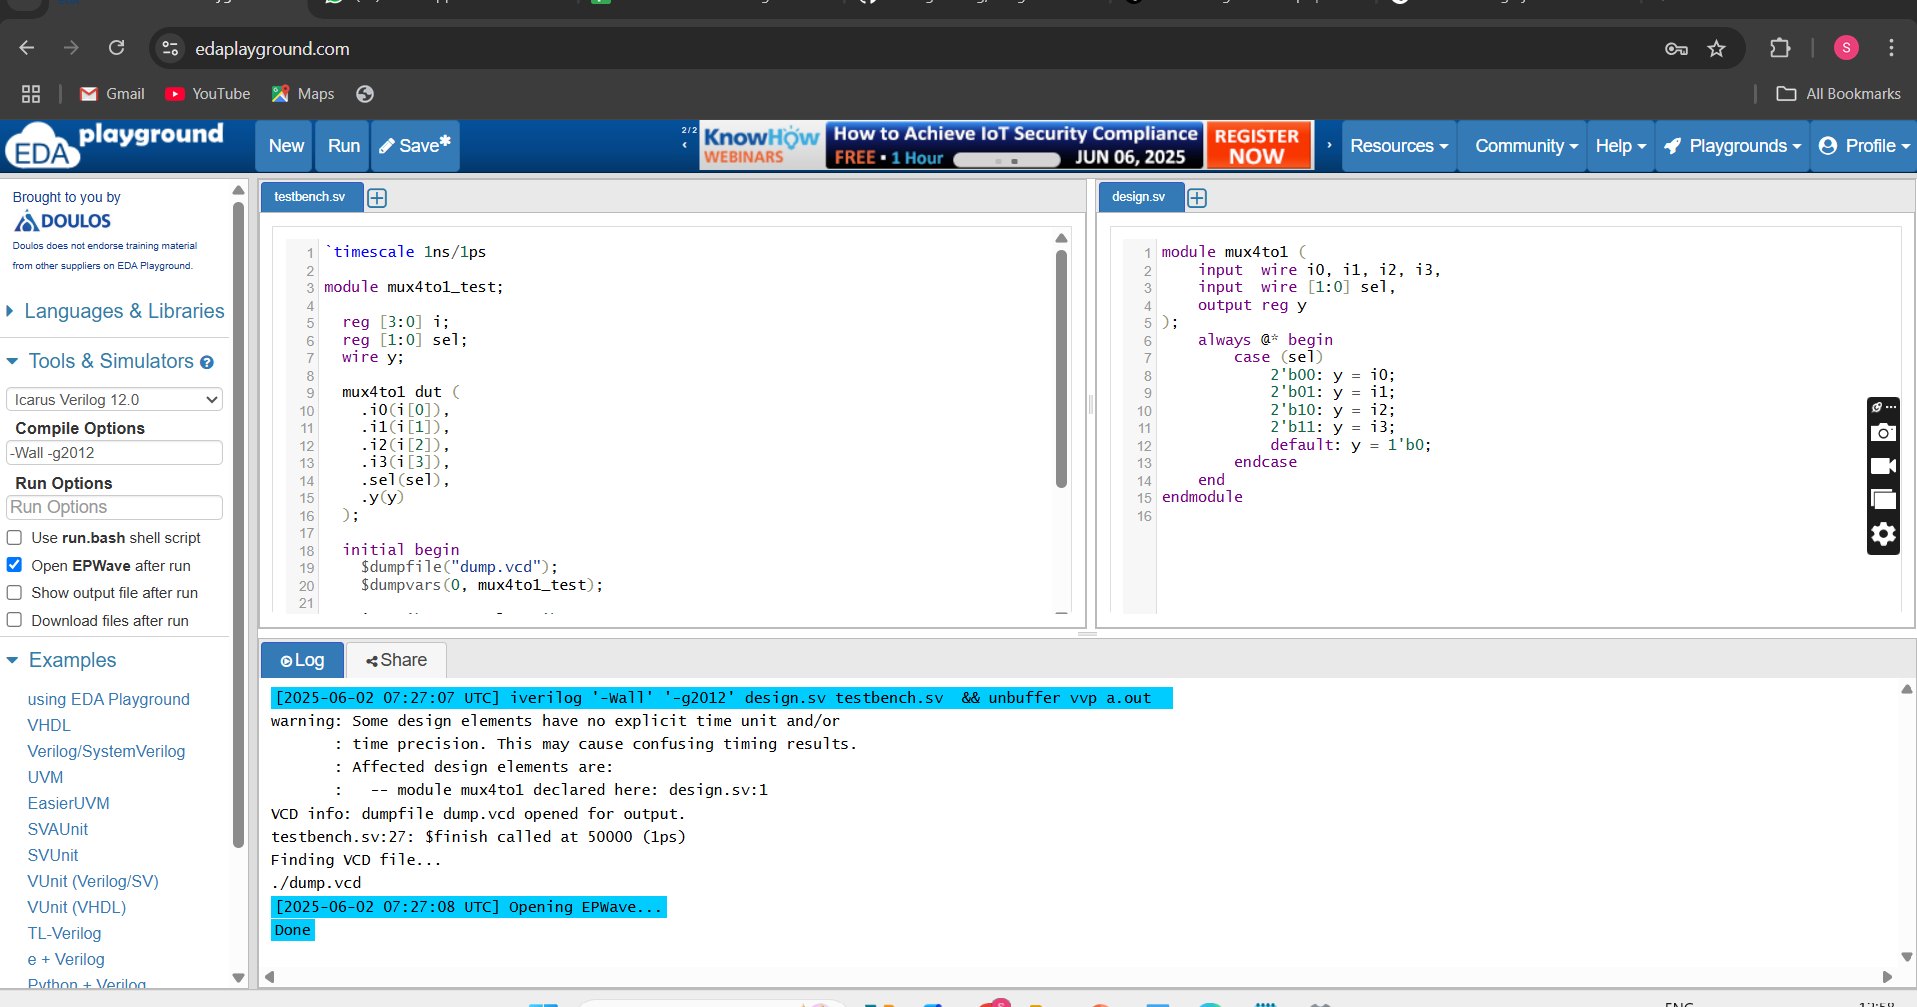 edaplayground.com
Gmail
YouTube
Maps
All Bookmarks
S
EDA playground
New
Run
Save*
2/2
KnowHow
WEBINARS
How to Achieve IoT Security Compliance
FREE • 1 Hour
JUN 06, 2025
REGISTER
NOW
Resources
Community
Help
Playgrounds
Profile
Brought to you by
DOULOS
Doulos does not endorse training material
from other suppliers on EDA Playground.
Languages & Libraries
Tools & Simulators
Icarus Verilog 12.0
Compile Options
-Wall -g2012
Run Options
Run Options
Use run.bash shell script
Open EPWave after run
Show output file after run
Download files after run
Examples
using EDA Playground
VHDL
Verilog/SystemVerilog
UVM
EasierUVM
SVAUnit
SVUnit
VUnit (Verilog/SV)
VUnit (VHDL)
TL-Verilog
e + Verilog
Python + Verilog
testbench.sv
1 `timescale 1ns/1ps
2
3 module mux4to1_test;
4
5 reg [3:0] i;
6 reg [1:0] sel;
7 wire y;
8
9 mux4to1 dut (
10 .i0(i[0]),
11 .i1(i[1]),
12 .i2(i[2]),
13 .i3(i[3]),
14 .sel(sel),
15 .y(y)
16 );
17
18 initial begin
19 $dumpfile("dump.vcd");
20 $dumpvars(0, mux4to1_test);
21
design.sv
1 module mux4to1 (
2 input wire i0, i1, i2, i3,
3 input wire [1:0] sel,
4 output reg y
5 );
6 always @* begin
7 case (sel)
8 2'b00: y = i0;
9 2'b01: y = i1;
10 2'b10: y = i2;
11 2'b11: y = i3;
12 default: y = 1'b0;
13 endcase
14 end
15 endmodule
16
Log
Share
[2025-06-02 07:27:07 UTC] iverilog '-Wall' '-g2012' design.sv testbench.sv && unbuffer vvp a.out
warning: Some design elements have no explicit time unit and/or
: time precision. This may cause confusing timing results.
: Affected design elements are:
: -- module mux4to1 declared here: design.sv:1
VCD info: dumpfile dump.vcd opened for output.
testbench.sv:27: $finish called at 50000 (1ps)
Finding VCD file...
./dump.vcd
[2025-06-02 07:27:08 UTC] Opening EPWave...
Done